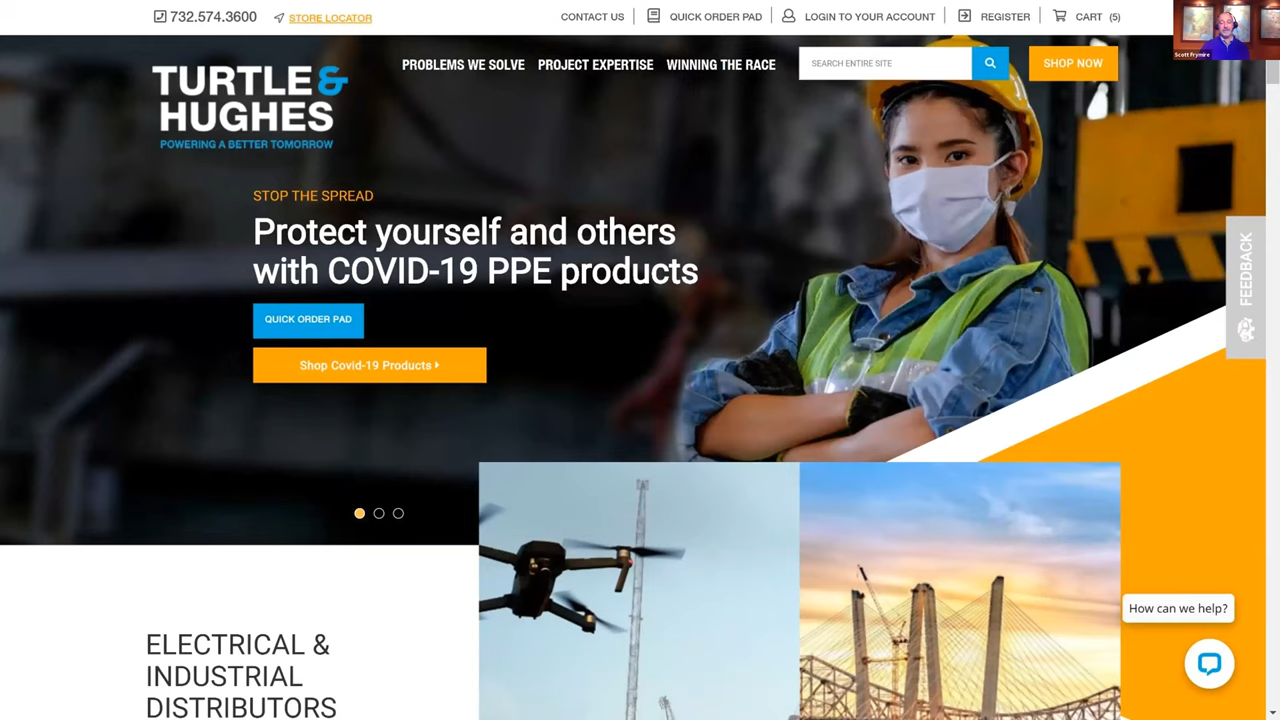 732.574.3600
STORE LOCATOR
CONTACT US
QUICK ORDER PAD
LOGIN TO YOUR ACCOUNT
REGISTER
CART (5)
Scott Frymire
TURTLE &
HUGHES
POWERING A BETTER TOMORROW
PROBLEMS WE SOLVE
PROJECT EXPERTISE
WINNING THE RACE
SEARCH ENTIRE SITE
SHOP NOW
STOP THE SPREAD
Protect yourself and others
with COVID-19 PPE products
QUICK ORDER PAD
Shop Covid-19 Products
FEEDBACK
ELECTRICAL &
INDUSTRIAL
DISTRIBUTORS
How can we help?